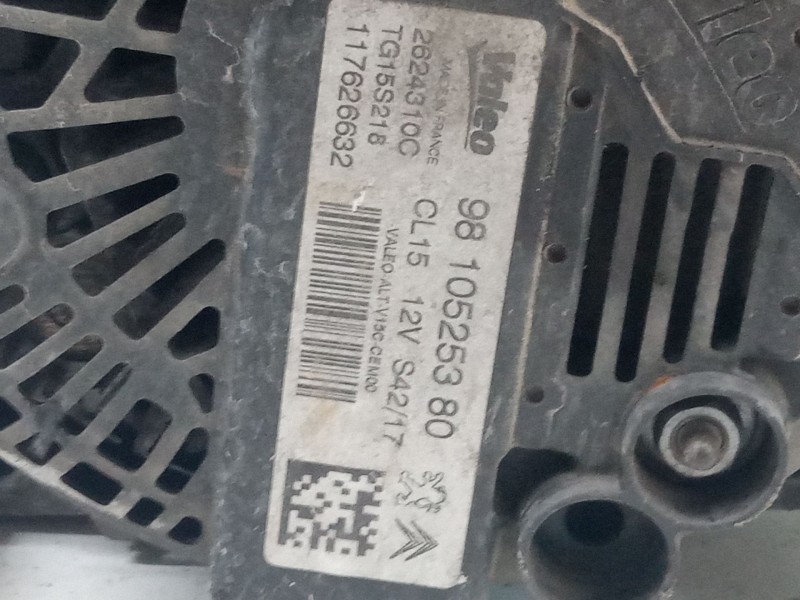 Valeo
MADE IN FRANCE
2624310C
TG15S218
117626632
98 105253 80
CL15 12V S42/17
VALEO ALT-V15C-CEM00